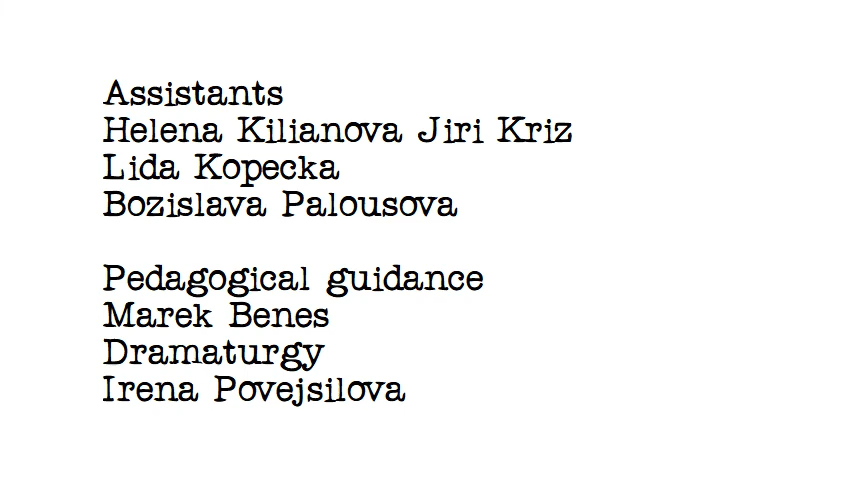 Assistants
Helena Kilianova Jiri Kriz
Lida Kopecka
Bozislava Palousova
Pedagogical guidance
Marek Benes
Dramaturgy
Irena Povejsilova